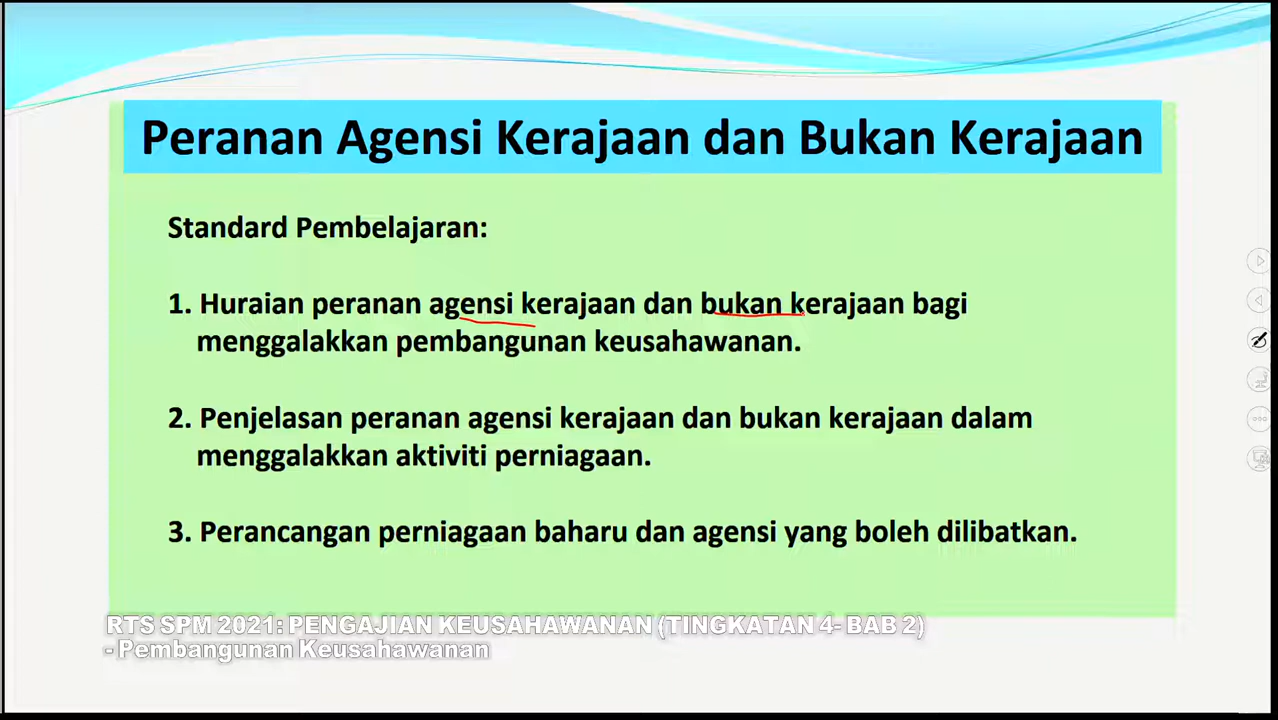 Peranan Agensi Kerajaan dan Bukan Kerajaan
Standard Pembelajaran:
1. Huraian peranan agensi kerajaan dan bukan kerajaan bagi
menggalakkan pembangunan keusahawanan.
2. Penjelasan peranan agensi kerajaan dan bukan kerajaan dalam
menggalakkan aktiviti perniagaan.
3. Perancangan perniagaan baharu dan agensi yang boleh dilibatkan.
RTS SPM 2021: PENGAJIAN KEUSAHAWANAN (TINGKATAN 4- BAB 2)
- Pembangunan Keusahawanan